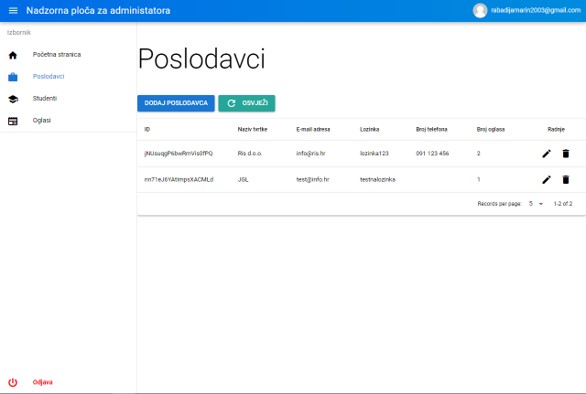 Nadzorna ploča za administatora
rabadijamarin2003@gmail.com
Izbornik
Početna stranica
Poslodavci
Studenti
Oglasi
Odjava
Poslodavci
DODAJ POSLODAVCA
OSVJEŽI
ID Naziv tvrtke E-mail adresa Lozinka Broj telefona Broj oglasa Radnje
Ris d.o.o. info@ris.hr lozinka123 091 123 456 2
JGL test@info.hr testnalozinka 1
Records per page: 5 1-2 of 2